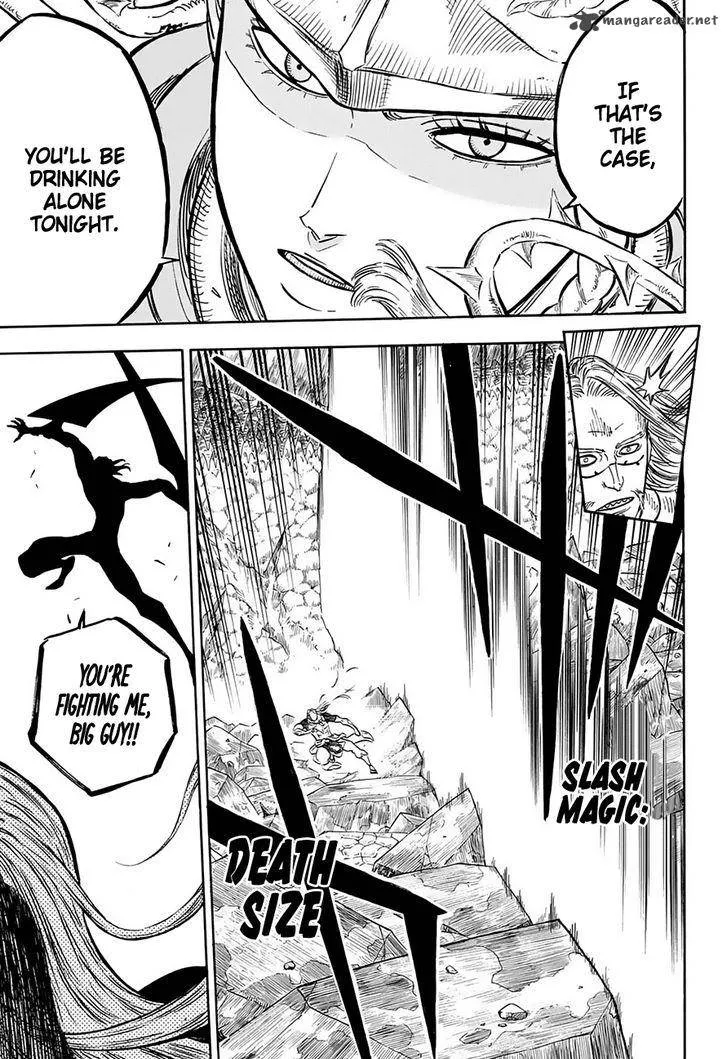 mangareader.net
IF
THAT'S
THE
CASE,
YOU'LL BE
DRINKING
ALONE
TONIGHT.
SLASH
MAGIC:
DEATH
SIZE
YOU'RE
FIGHTING ME,
BIG GUY!!